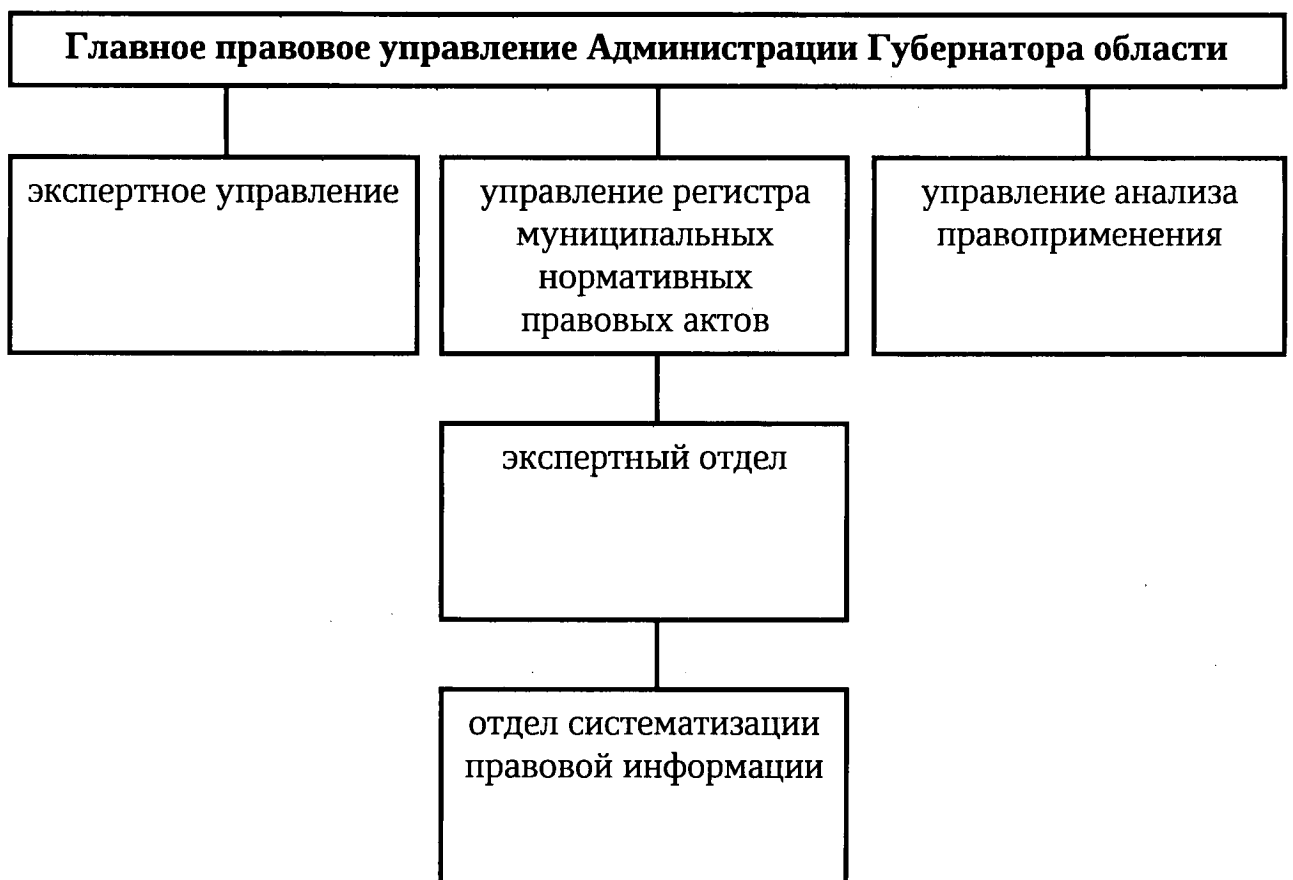 Главное правовое управление Администрации Губернатора области
экспертное управление
управление регистра
муниципальных
нормативных
правовых актов
управление анализа
правоприменения
экспертный отдел
отдел систематизации
правовой информации